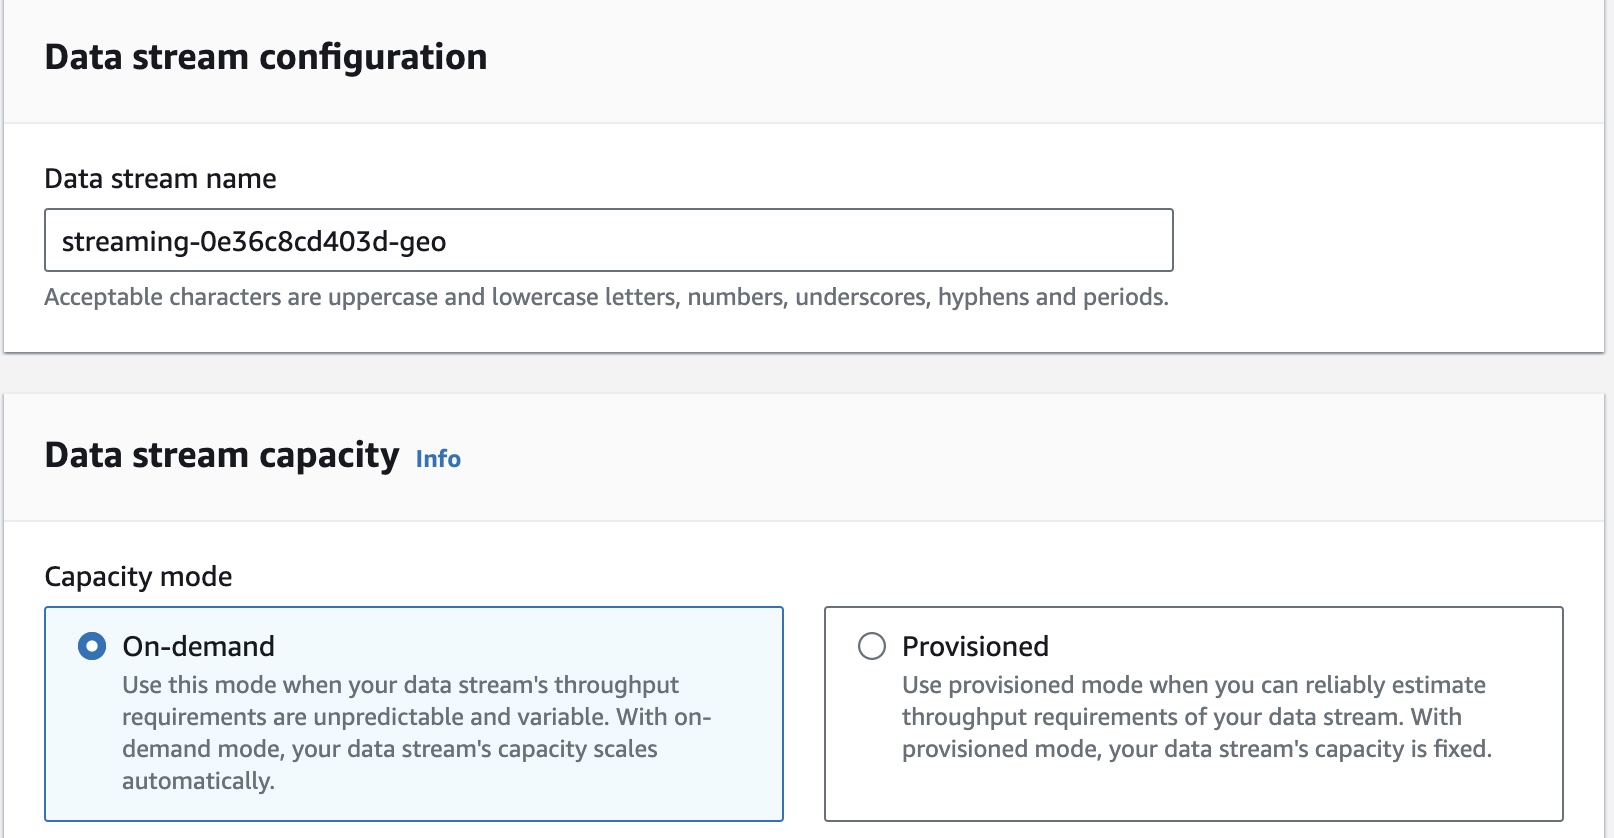 Data stream configuration
Data stream name
streaming-0e36c8cd403d-geo
Acceptable characters are uppercase and lowercase letters, numbers, underscores, hyphens and periods.
Data stream capacity Info
Capacity mode
On-demand
Use this mode when your data stream's throughput
requirements are unpredictable and variable. With on-
demand mode, your data stream's capacity scales
automatically.
Provisioned
Use provisioned mode when you can reliably estimate
throughput requirements of your data stream. With
provisioned mode, your data stream's capacity is fixed.